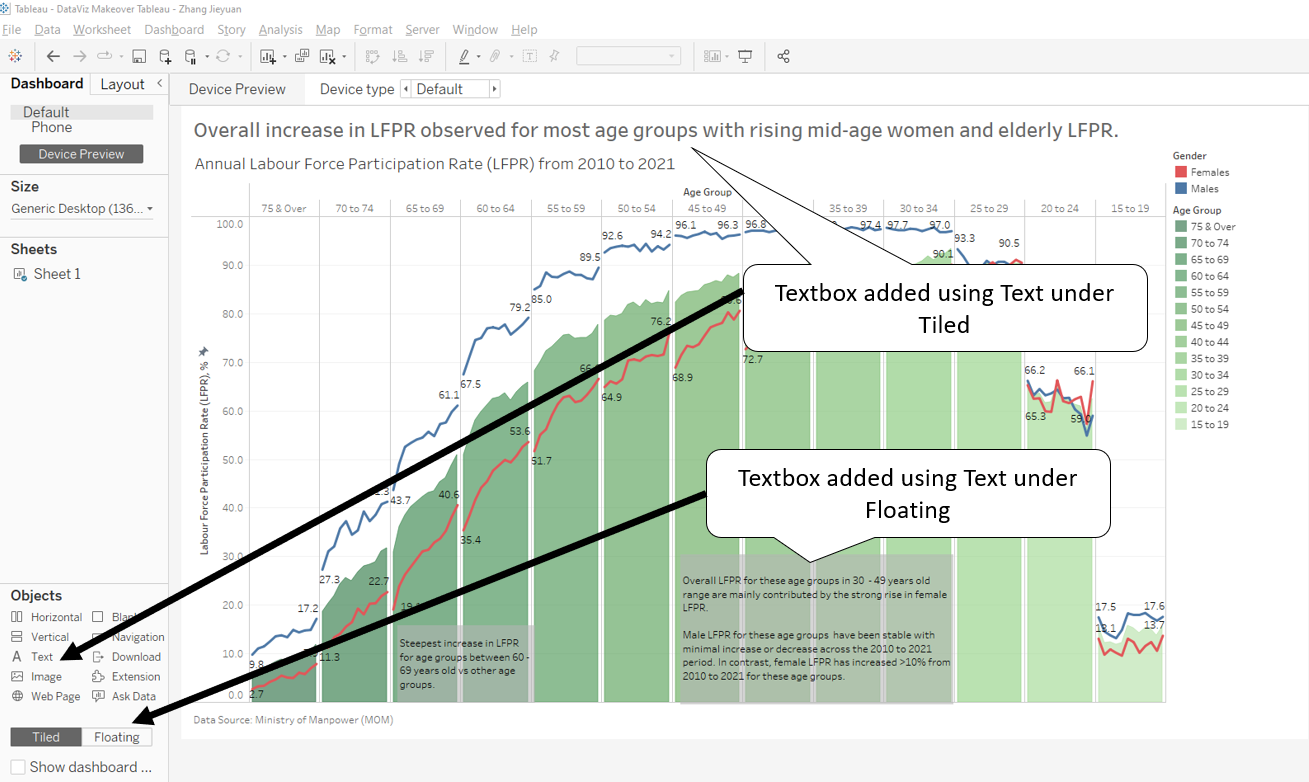 Tableau - DataViz Makeover Tableau - Zhang Jieyuan
File Data Worksheet Dashboard Story Analysis Map Format Server Window Help
Dashboard Layout
Device Preview Device type Default
Default
Phone
Device Preview
Size
Generic Desktop (136...
Sheets
Sheet 1
Objects
Horizontal
Vertical Navigation
Text Download
Image Extension
Web Page Ask Data
Tiled Floating
Show dashboard ...
Overall increase in LFPR observed for most age groups with rising mid-age women and elderly LFPR.
Annual Labour Force Participation Rate (LFPR) from 2010 to 2021
Age Group
75 & Over 70 to 74 65 to 69 60 to 64 55 to 59 50 to 54 45 to 49 35 to 39 30 to 34 25 to 29 20 to 24 15 to 19
Labour Force Participation Rate (LFPR), %
100.0
90.0
80.0
70.0
60.0
50.0
40.0
30.0
20.0
10.0
0.0
9.8 17.2
2.7
27.3
22.7
11.3
43.7 61.1
40.6
67.5 79.2
35.4 53.6
85.0 89.5
51.7
92.6 94.2
64.9 76.2
96.1 96.3
68.9
96.8
72.7
97.4
97.7 97.0
90.1
93.3 90.5
66.2 66.1
65.3 59.0
17.5 17.6
13.1 13.7
Textbox added using Text under
Tiled
Textbox added using Text under
Floating
Steepest increase in LFPR
for age groups between 60 -
69 years old vs other age
groups.
Overall LFPR for these age groups in 30 - 49 years old
range are mainly contributed by the strong rise in female
LFPR.
Male LFPR for these age groups have been stable with
minimal increase or decrease across the 2010 to 2021
period. In contrast, female LFPR has increased >10% from
2010 to 2021 for these age groups.
Data Source: Ministry of Manpower (MOM)
Gender
Females
Males
Age Group
75 & Over
70 to 74
65 to 69
60 to 64
55 to 59
50 to 54
45 to 49
40 to 44
35 to 39
30 to 34
25 to 29
20 to 24
15 to 19